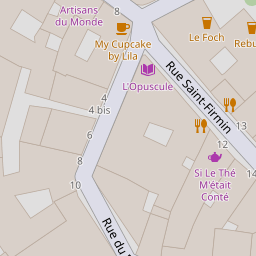 Artisans
du Monde
8
My Cupcake
by Lila
Le Foch
L'Opuscule
Rue Saint-Firmin
4
4 bis
6
8
10
Si Le Thé
M'était
Conté
14
13
12
Rue du